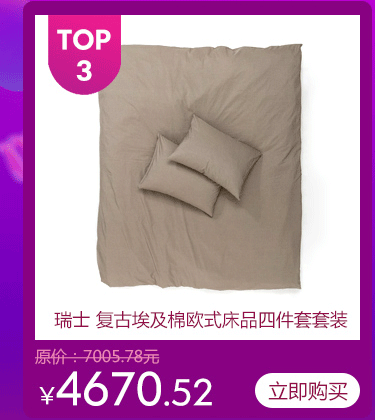 TOP
3
瑞士 复古埃及棉欧式床品四件套套装
原价：7005.78元
¥4670.52
立即购买